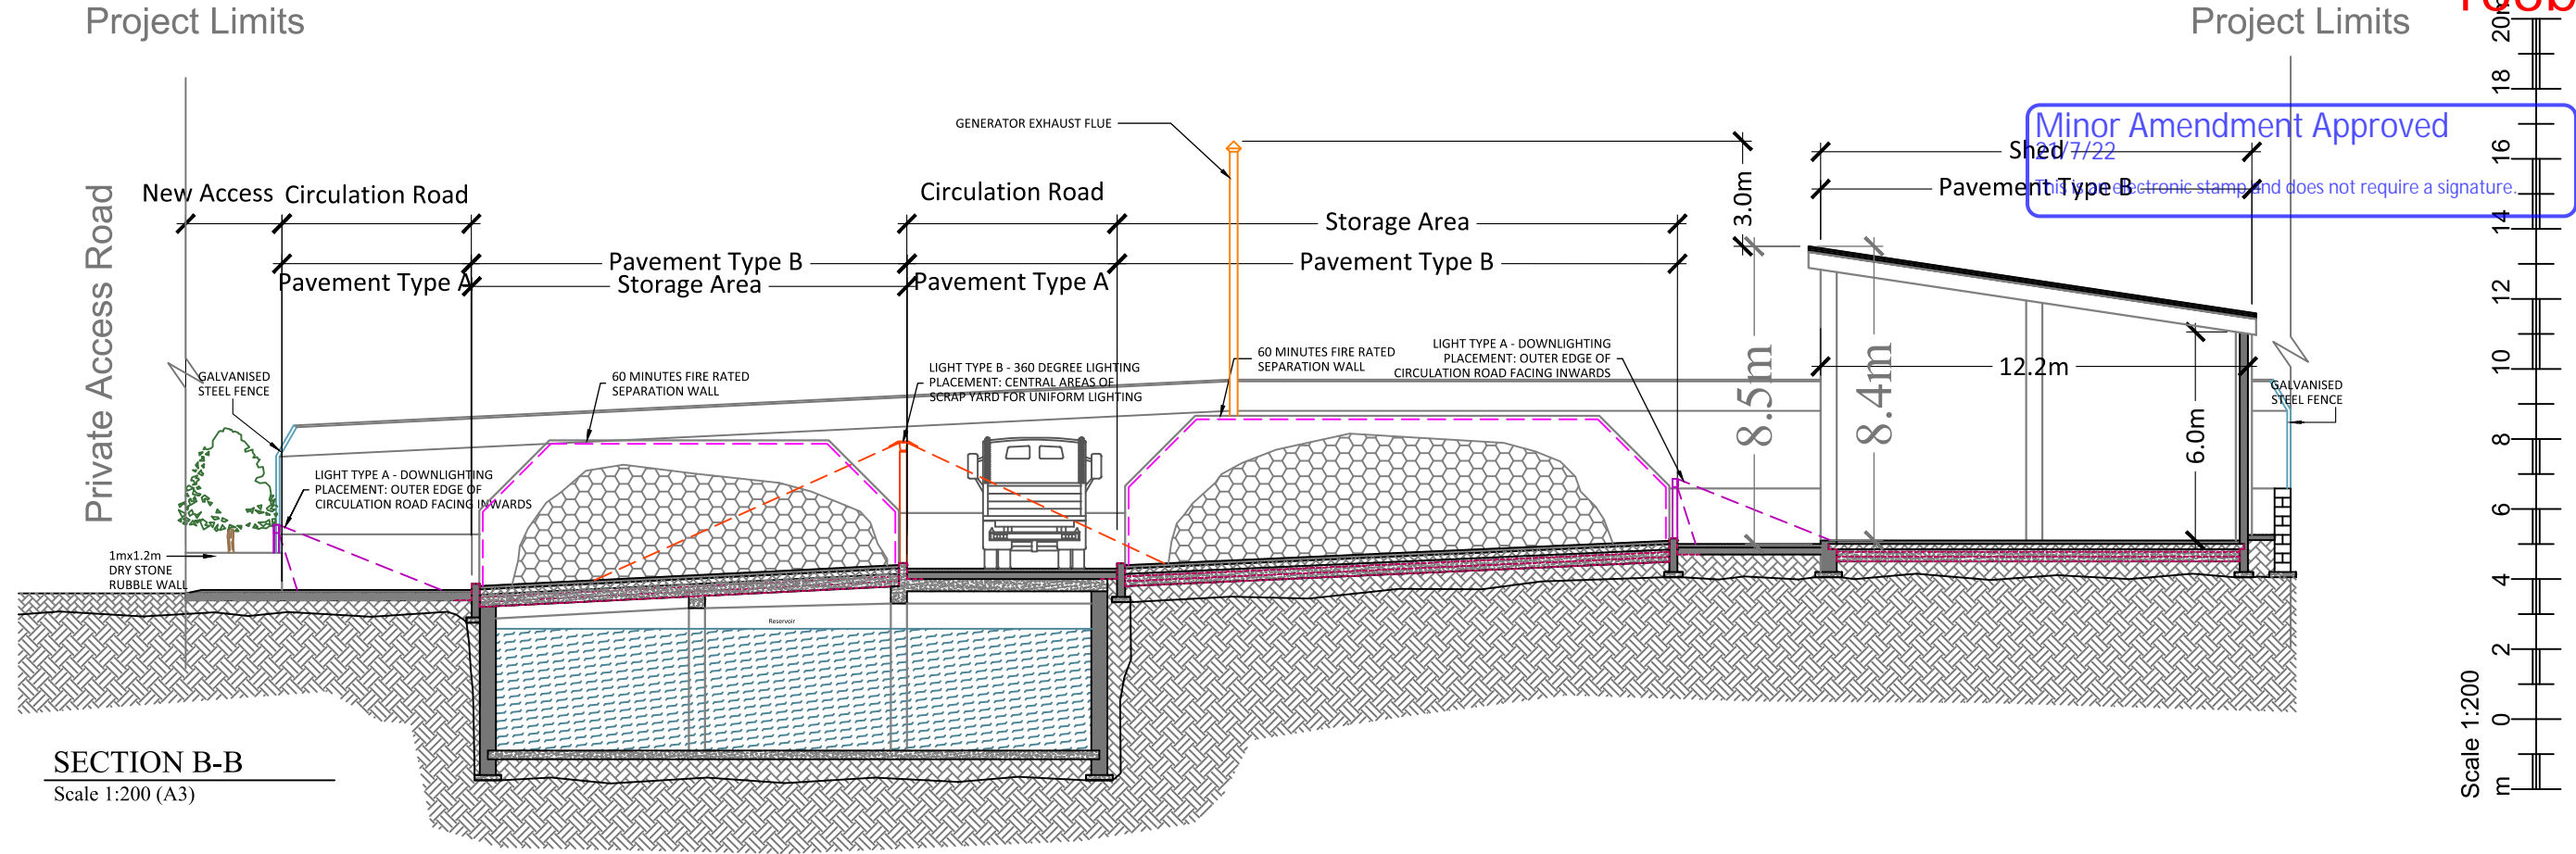 Project Limits
Project Limits
20m
18
16
14
12
10
8
6
4
2
0
m
Scale 1:200
Minor Amendment Approved
21/7/22
This is an electronic stamp and does not require a signature.
GENERATOR EXHAUST FLUE
Shed
Pavement Type B
Private Access Road
New Access
Circulation Road
Circulation Road
Storage Area
3.0m
Pavement Type A
Pavement Type B
Storage Area
Pavement Type A
Pavement Type B
GALVANISED
STEEL FENCE
60 MINUTES FIRE RATED
SEPARATION WALL
LIGHT TYPE B - 360 DEGREE LIGHTING
PLACEMENT: CENTRAL AREAS OF
SCRAP YARD FOR UNIFORM LIGHTING
60 MINUTES FIRE RATED
SEPARATION WALL
LIGHT TYPE A - DOWNLIGHTING
PLACEMENT: OUTER EDGE OF
CIRCULATION ROAD FACING INWARDS
8.5m
8.4m
12.2m
6.0m
GALVANISED
STEEL FENCE
LIGHT TYPE A - DOWNLIGHTING
PLACEMENT: OUTER EDGE OF
CIRCULATION ROAD FACING INWARDS
1mx1.2m
DRY STONE
RUBBLE WALL
Reservoir
SECTION B-B
Scale 1:200 (A3)